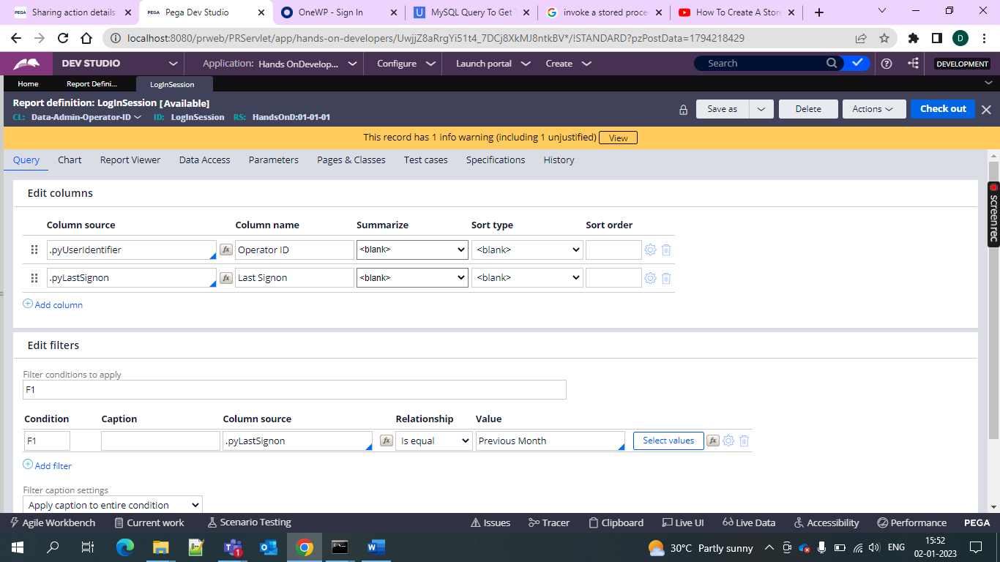 Sharing action details
Pega Dev Studio
OneWP - Sign In
MySQL Query To Get T
invoke a stored proce
How To Create A Store
localhost:8080/prweb/PRServlet/app/hands-on-developers/UwjjZ8aRrgYi51t4_7DCj8XkMJ8ntkBV*/!STANDARD?pzPostData=1794218429
D
DEV STUDIO
Application: Hands OnDevelop...
Configure
Launch portal
Create
Search
DEVELOPMENT
Home
Report Defini...
LogInSession
Report definition: LogInSession [Available]
CL: Data-Admin-Operator-ID ID: LogInSession RS: HandsOnD:01-01-01
Save as
Delete
Actions
Check out
This record has 1 info warning (including 1 unjustified) View
Query Chart Report Viewer Data Access Parameters Pages & Classes Test cases Specifications History
screenrec
Edit columns
Column source Column name Summarize Sort type Sort order
.pyUserIdentifier fx Operator ID <blank> <blank>
.pyLastSignon fx Last Signon <blank> <blank>
Add column
Edit filters
Filter conditions to apply
F1
Condition Caption Column source Relationship Value
F1 .pyLastSignon fx Is equal Previous Month Select values fx
Add filter
Filter caption settings
Apply caption to entire condition
Agile Workbench Current work Scenario Testing Issues Tracer Clipboard Live UI Live Data Accessibility Performance PEGA
30°C Partly sunny ENG 15:52
02-01-2023